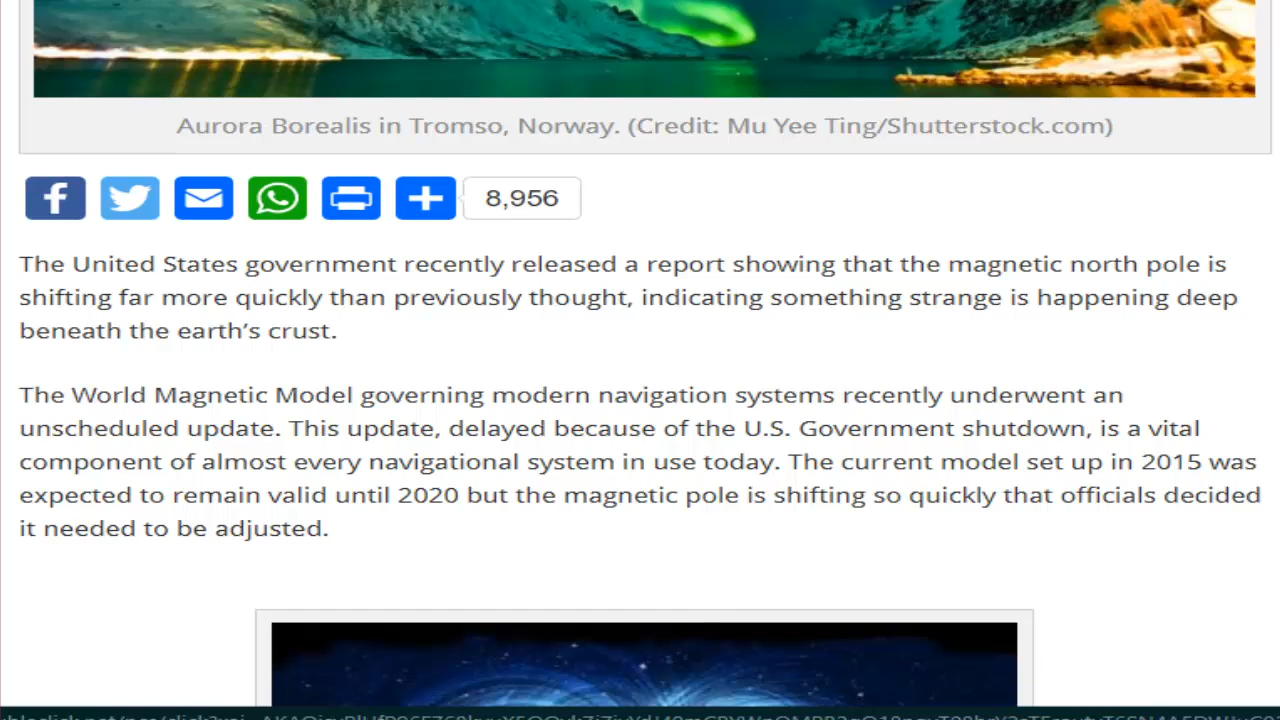 Aurora Borealis in Tromso, Norway. (Credit: Mu Yee Ting/Shutterstock.com)
8,956
The United States government recently released a report showing that the magnetic north pole is
shifting far more quickly than previously thought, indicating something strange is happening deep
beneath the earth’s crust.
The World Magnetic Model governing modern navigation systems recently underwent an
unscheduled update. This update, delayed because of the U.S. Government shutdown, is a vital
component of almost every navigational system in use today. The current model set up in 2015 was
expected to remain valid until 2020 but the magnetic pole is shifting so quickly that officials decided
it needed to be adjusted.